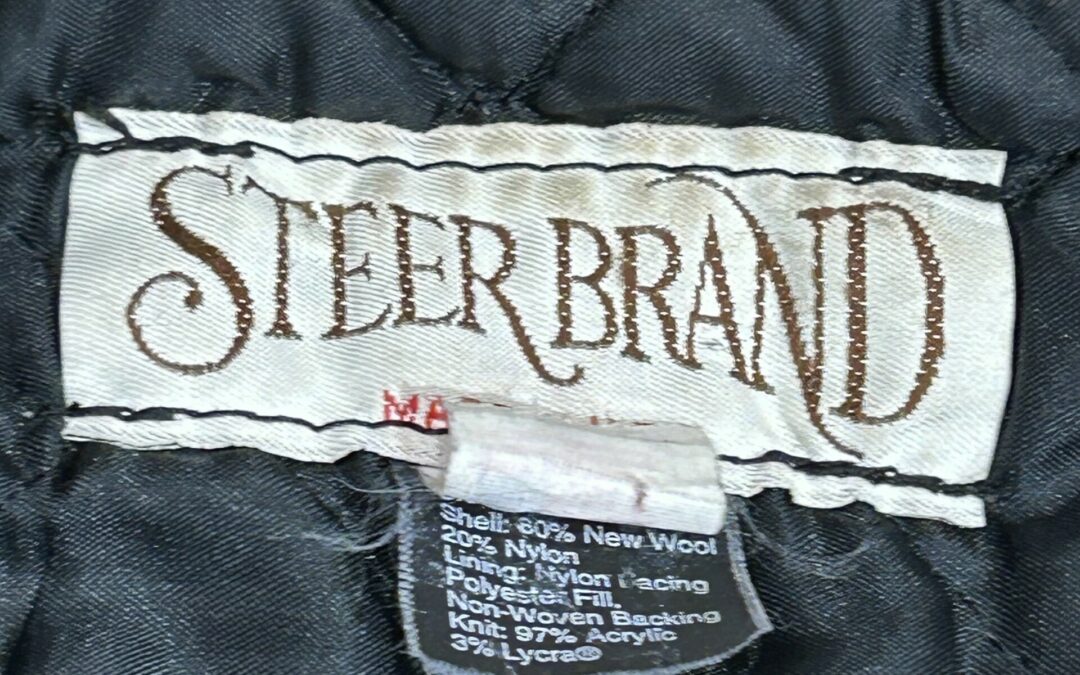 STEER BRAND
MA
Shell: 80% New Wool
20% Nylon
Lining: Nylon Facing
Polyester Fill.
Non-Woven Backing
Knit: 97% Acrylic
3% Lycra®